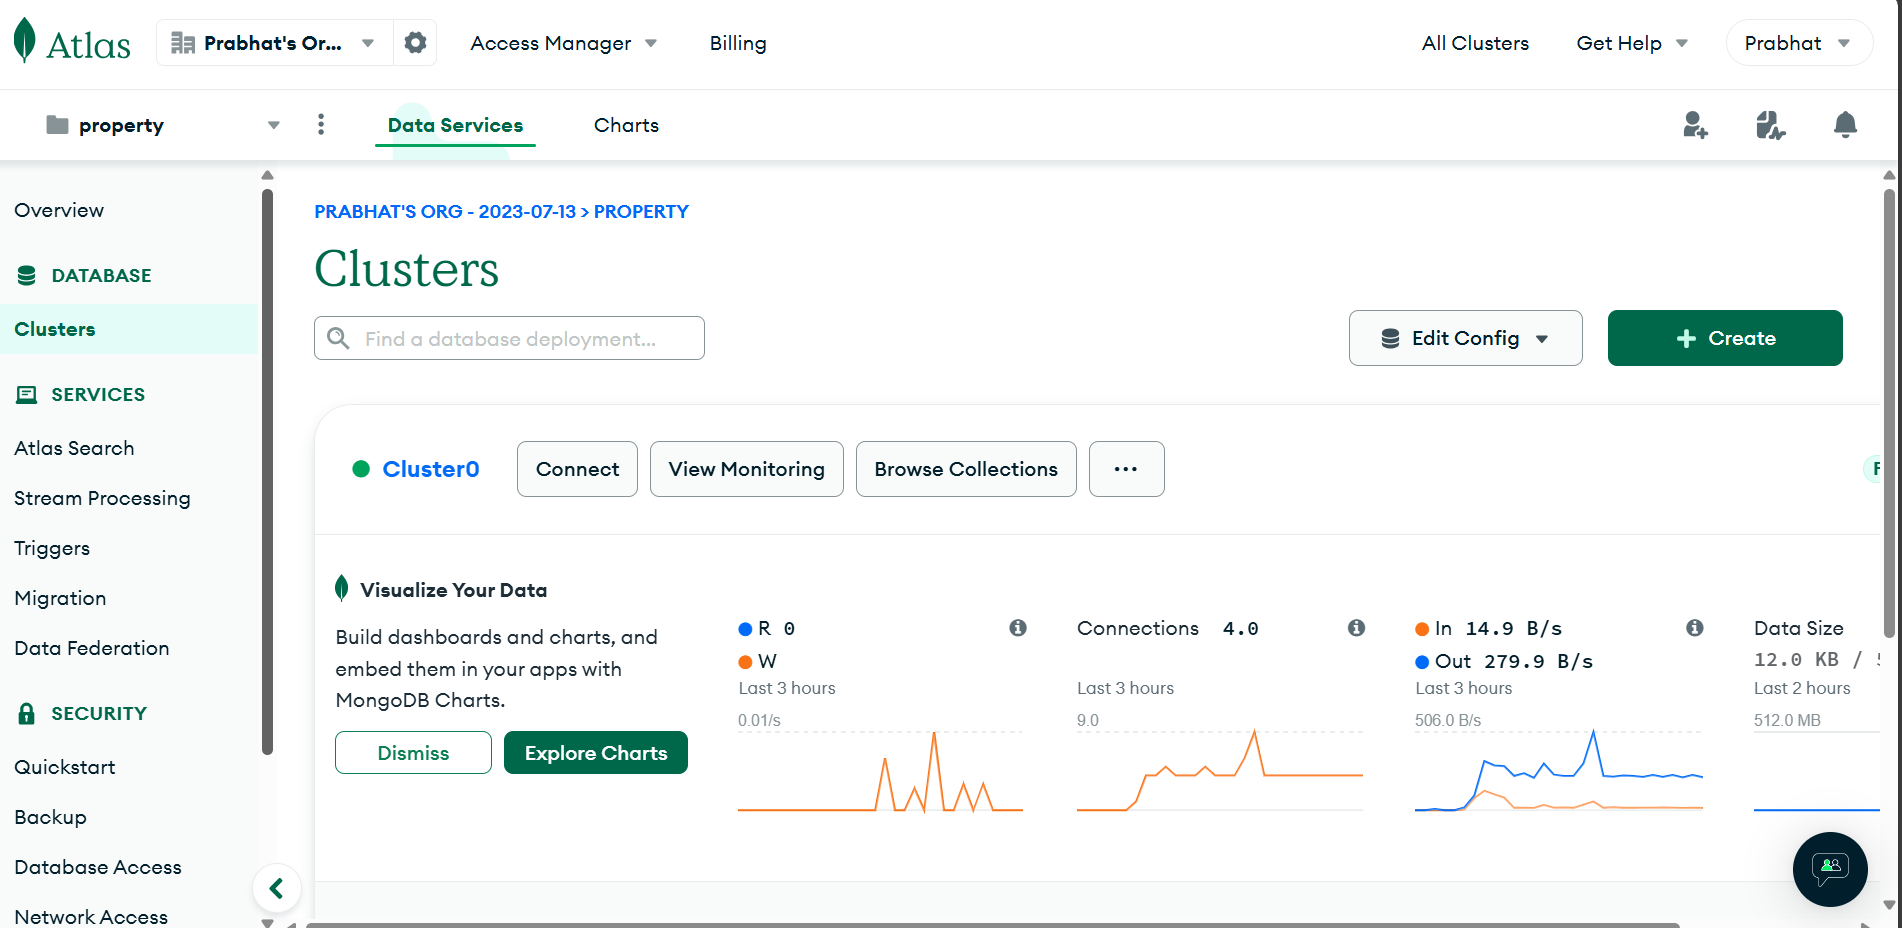 Atlas
Prabhat's Or...
Access Manager
Billing
All Clusters
Get Help
Prabhat
property
Data Services
Charts
Overview
DATABASE
Clusters
SERVICES
Atlas Search
Stream Processing
Triggers
Migration
Data Federation
SECURITY
Quickstart
Backup
Database Access
Network Access
PRABHAT'S ORG - 2023-07-13 > PROPERTY
Clusters
Find a database deployment...
Edit Config
+ Create
Cluster0
Connect
View Monitoring
Browse Collections
...
Visualize Your Data
Build dashboards and charts, and
embed them in your apps with
MongoDB Charts.
Dismiss
Explore Charts
R 0
W
Last 3 hours
0.01/s
Connections 4.0
Last 3 hours
9.0
In 14.9 B/s
Out 279.9 B/s
Last 3 hours
506.0 B/s
Data Size
12.0 KB /
Last 2 hours
512.0 MB